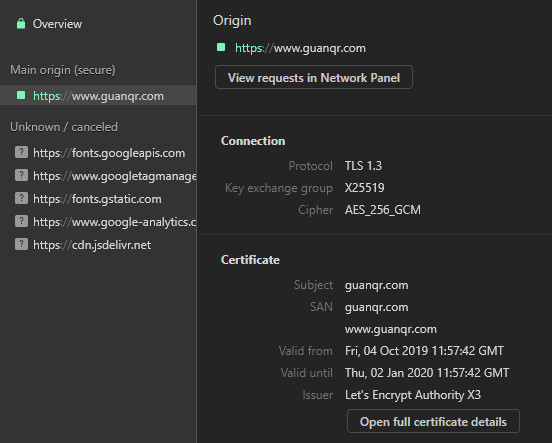 Overview
Main origin (secure)
https://www.guanqr.com
Unknown / canceled
? https://fonts.googleapis.com
? https://www.googletagmanage
? https://fonts.gstatic.com
? https://www.google-analytics.c
? https://cdn.jsdelivr.net
Origin
https://www.guanqr.com
View requests in Network Panel
Connection
Protocol TLS 1.3
Key exchange group X25519
Cipher AES_256_GCM
Certificate
Subject guanqr.com
SAN guanqr.com
www.guanqr.com
Valid from Fri, 04 Oct 2019 11:57:42 GMT
Valid until Thu, 02 Jan 2020 11:57:42 GMT
Issuer Let's Encrypt Authority X3
Open full certificate details